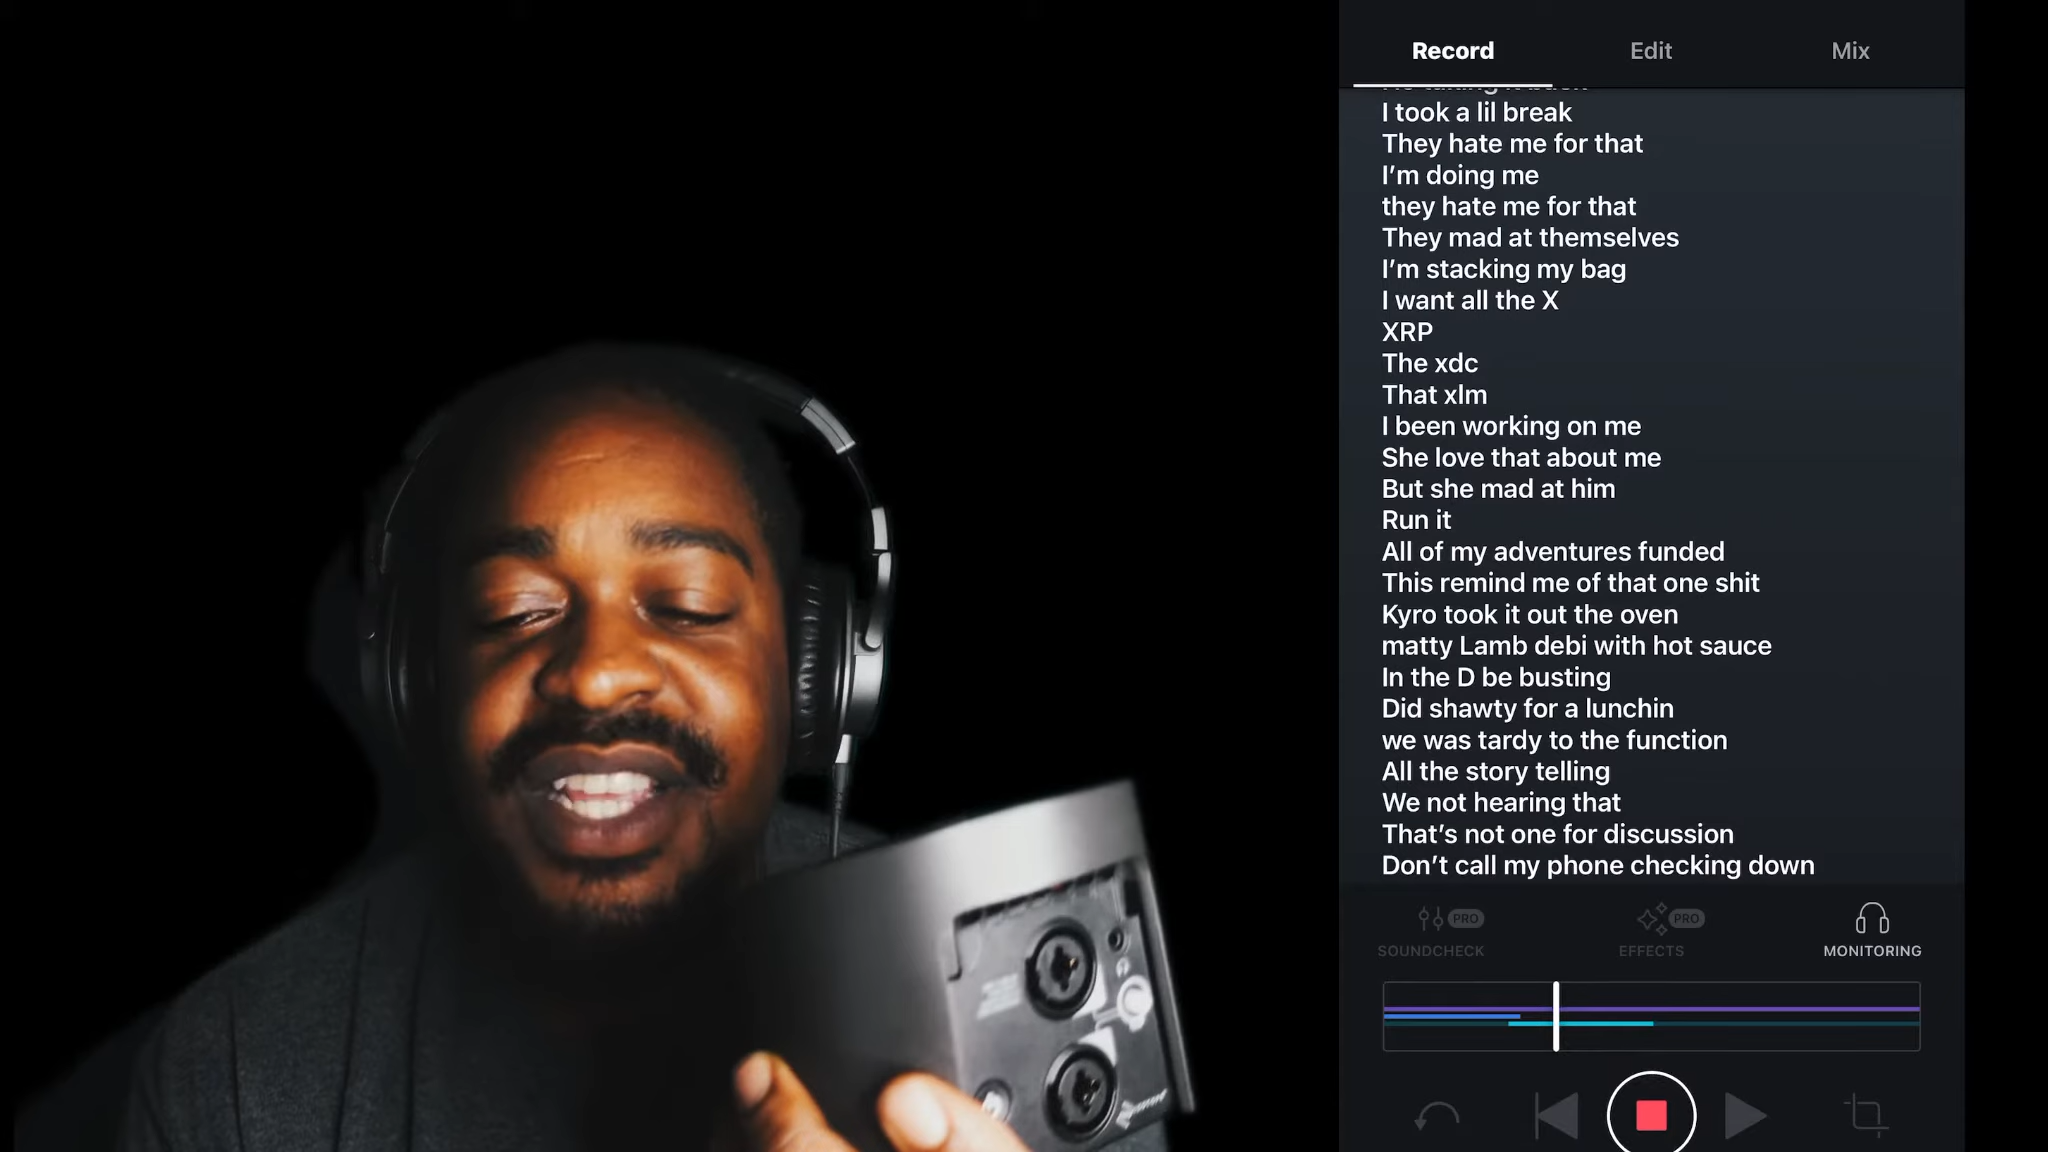 Record
Edit
Mix
I took a lil break
They hate me for that
I’m doing me
they hate me for that
They mad at themselves
I’m stacking my bag
I want all the X
XRP
The xdc
That xlm
I been working on me
She love that about me
But she mad at him
Run it
All of my adventures funded
This remind me of that one shit
Kyro took it out the oven
matty Lamb debi with hot sauce
In the D be busting
Did shawty for a lunchin
we was tardy to the function
All the story telling
We not hearing that
That’s not one for discussion
Don’t call my phone checking down
PRO
PRO
SOUNDCHECK
EFFECTS
MONITORING